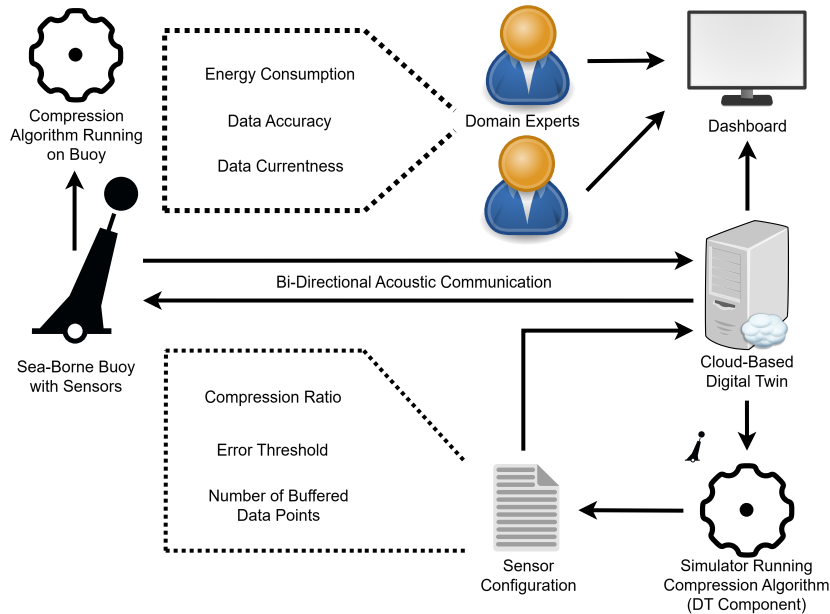 Compression
Algorithm Running
on Buoy
Energy Consumption
Data Accuracy
Data Currentness
Domain Experts
Dashboard
Bi-Directional Acoustic Communication
Sea-Borne Buoy
with Sensors
Cloud-Based
Digital Twin
Compression Ratio
Error Threshold
Number of Buffered
Data Points
Sensor
Configuration
Simulator Running
Compression Algorithm
(DT Component)